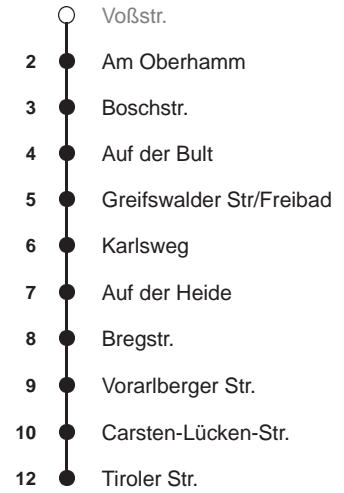 Voßstr.
2 Am Oberhamm
3 Boschstr.
4 Auf der Bult
5 Greifswalder Str/Freibad
6 Karlsweg
7 Auf der Heide
8 Bregstr.
9 Vorarlberger Str.
10 Carsten-Lücken-Str.
12 Tiroler Str.